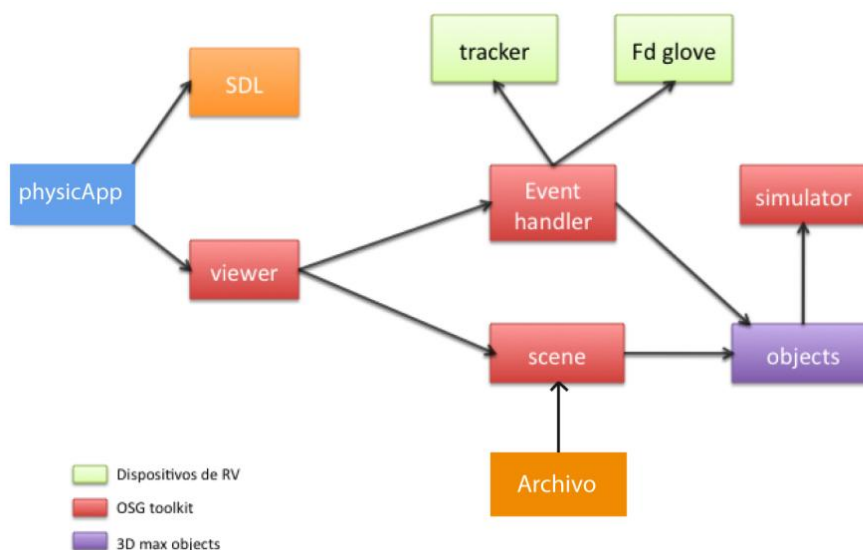 tracker
Fd glove
SDL
physicApp
Event
handler
simulator
viewer
scene
objects
Archivo
Dispositivos de RV
OSG toolkit
3D max objects